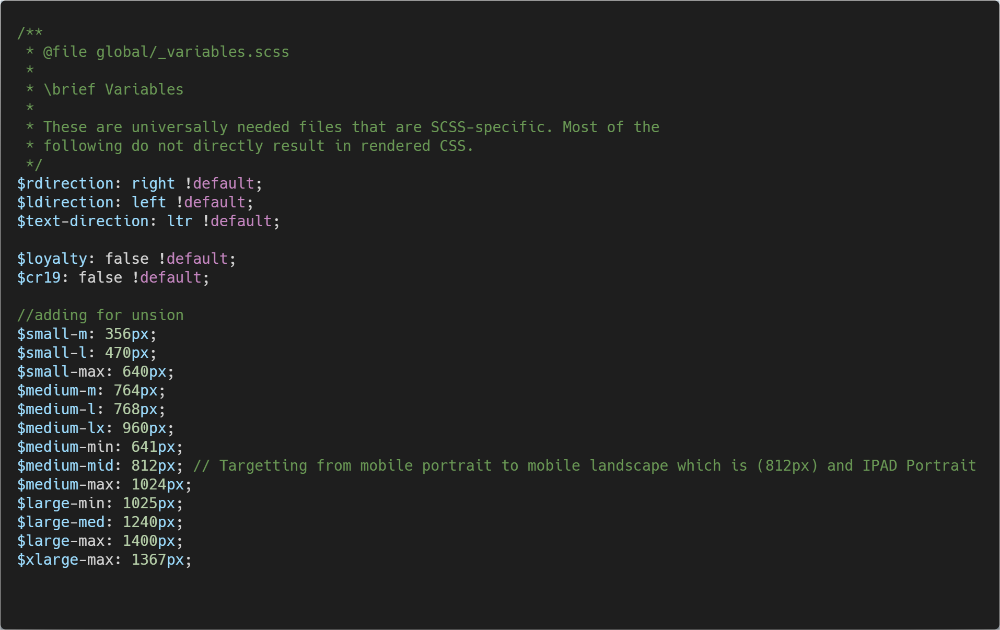 /**
 * @file global/_variables.scss
 *
 * \brief Variables
 *
 * These are universally needed files that are SCSS-specific. Most of the
 * following do not directly result in rendered CSS.
 */
$rdirection: right !default;
$ldirection: left !default;
$text-direction: ltr !default;

$loyalty: false !default;
$cr19: false !default;

//adding for unsion
$small-m: 356px;
$small-l: 470px;
$small-max: 640px;
$medium-m: 764px;
$medium-l: 768px;
$medium-lx: 960px;
$medium-min: 641px;
$medium-mid: 812px; // Targetting from mobile portrait to mobile landscape which is (812px) and IPAD Portrait
$medium-max: 1024px;
$large-min: 1025px;
$large-med: 1240px;
$large-max: 1400px;
$xlarge-max: 1367px;